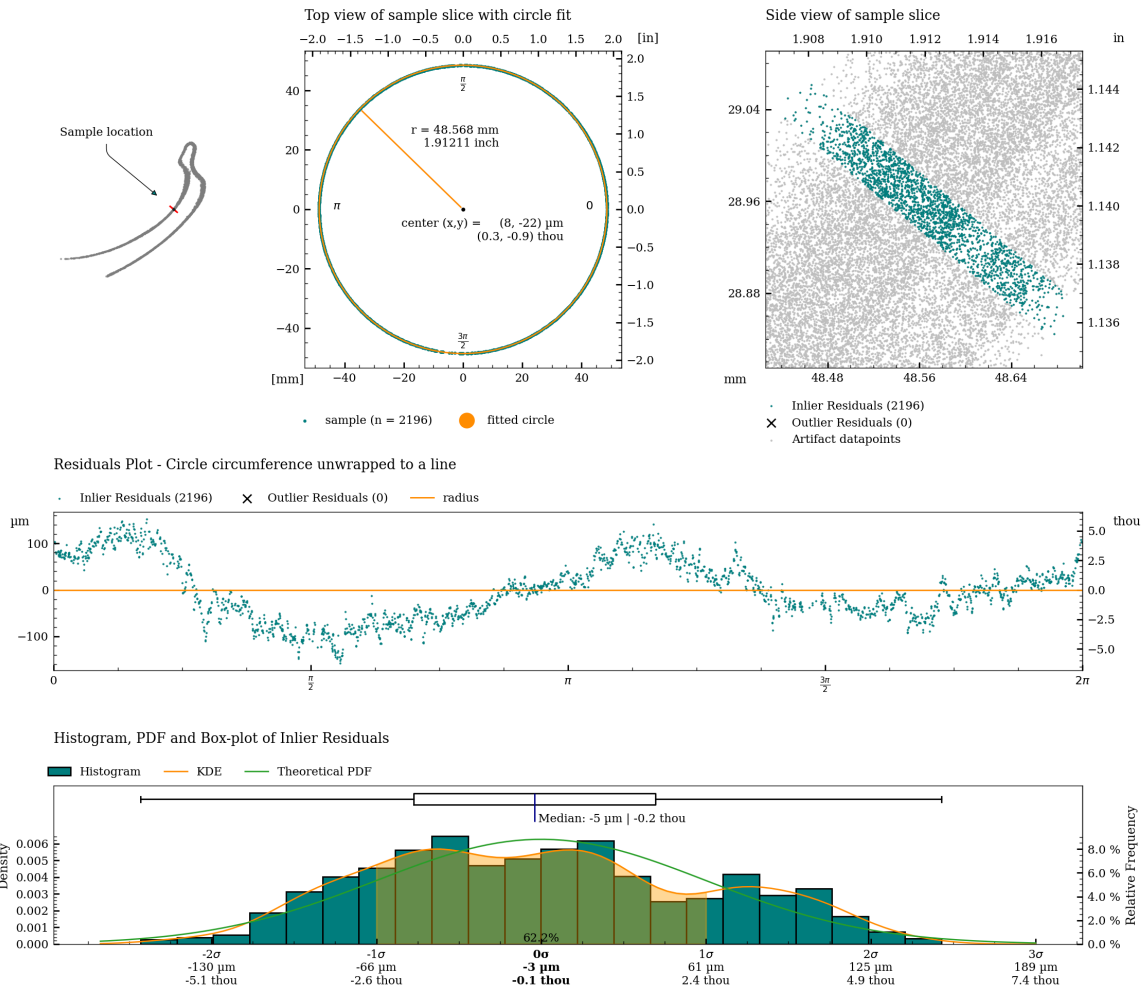 Top view of sample slice with circle fit
−2.0 −1.5 −1.0 −0.5 0.0 0.5 1.0 1.5 2.0 [in]
Sample location
40
20
0
−20
−40
[mm]
π/2
r = 48.568 mm
1.91211 inch
π
0
center (x,y) = (8, -22) µm
(0.3, -0.9) thou
3π/2
2.0
1.5
1.0
0.5
0.0
−0.5
−1.0
−1.5
−2.0
−40 −20 0 20 40
sample (n = 2196) fitted circle
Side view of sample slice
1.908 1.910 1.912 1.914 1.916 in
29.04
28.96
28.88
1.144
1.142
1.140
1.138
1.136
mm 48.48 48.56 48.64
Inlier Residuals (2196)
Outlier Residuals (0)
Artifact datapoints
Residuals Plot - Circle circumference unwrapped to a line
Inlier Residuals (2196) Outlier Residuals (0) radius
µm
100
0
−100
thou
5.0
2.5
0.0
−2.5
−5.0
0 π/2 π 3π/2 2π
Histogram, PDF and Box-plot of Inlier Residuals
Histogram KDE Theoretical PDF
Median: -5 µm | -0.2 thou
Density
0.006
0.005
0.004
0.003
0.002
0.001
0.000
62.2%
8.0 %
6.0 %
4.0 %
2.0 %
0.0 %
Relative Frequency
-2σ -1σ 0σ 1σ 2σ 3σ
-130 µm -66 µm -3 µm 61 µm 125 µm 189 µm
-5.1 thou -2.6 thou -0.1 thou 2.4 thou 4.9 thou 7.4 thou